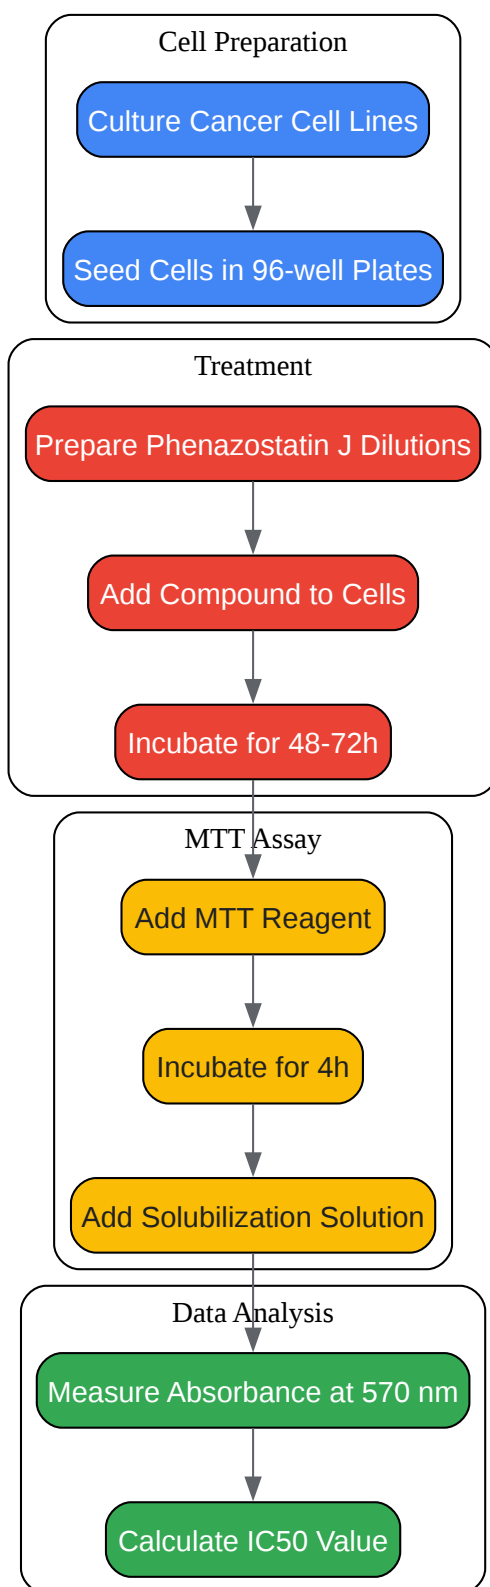 Cell Preparation
Culture Cancer Cell Lines
Seed Cells in 96-well Plates
Treatment
Prepare Phenazostatin J Dilutions
Add Compound to Cells
Incubate for 48-72h
MTT Assay
Add MTT Reagent
Incubate for 4h
Add Solubilization Solution
Data Analysis
Measure Absorbance at 570 nm
Calculate IC50 Value